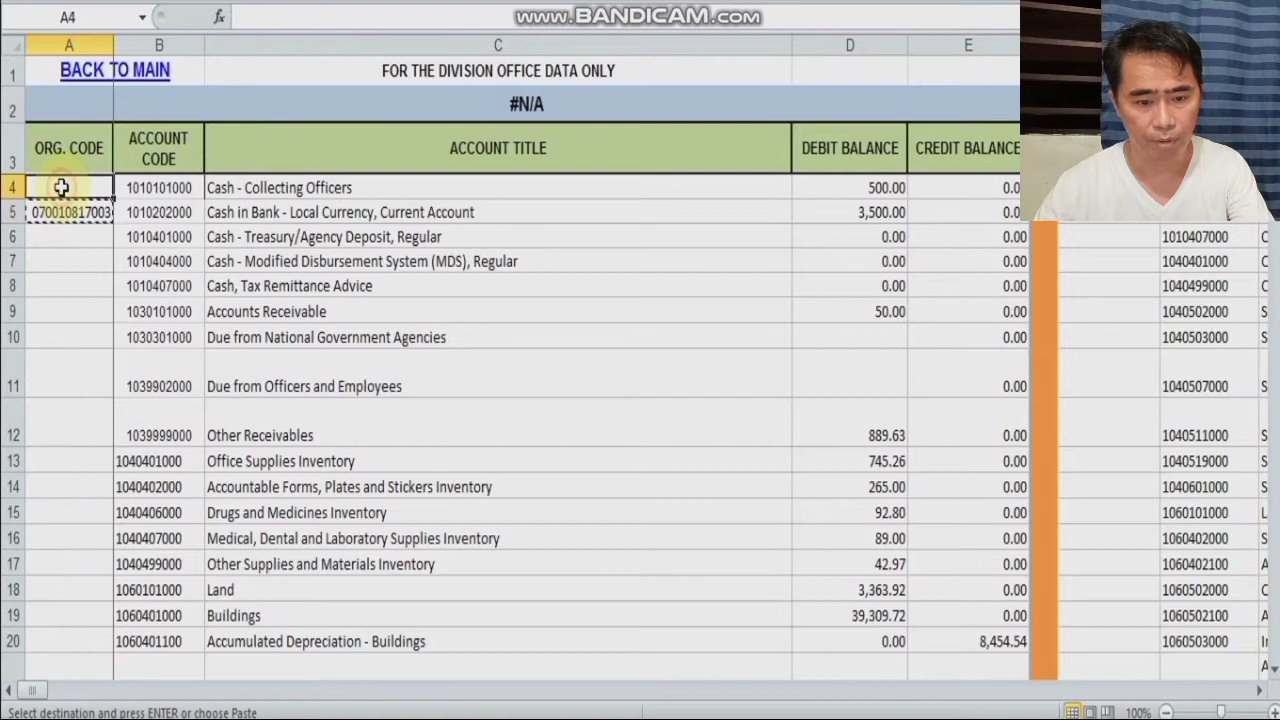 A4
fx
www.BANDICAM.com
A B C D E
1 BACK TO MAIN FOR THE DIVISION OFFICE DATA ONLY
2 #N/A
3 ORG. CODE ACCOUNT CODE ACCOUNT TITLE DEBIT BALANCE CREDIT BALANCE
4 1010101000 Cash - Collecting Officers 500.00 0.0
5 070010817003 1010202000 Cash in Bank - Local Currency, Current Account 3,500.00 0.0
6 1010401000 Cash - Treasury/Agency Deposit, Regular 0.00 0.00 1010407000 C
7 1010404000 Cash - Modified Disbursement System (MDS), Regular 0.00 0.00 1040401000 C
8 1010407000 Cash, Tax Remittance Advice 0.00 0.00 1040499000 C
9 1030101000 Accounts Receivable 50.00 0.00 1040502000 S
10 1030301000 Due from National Government Agencies 0.00 1040503000 S
11 1039902000 Due from Officers and Employees 0.00 1040507000 S
12 1039999000 Other Receivables 889.63 0.00 1040511000 S
13 1040401000 Office Supplies Inventory 745.26 0.00 1040519000 S
14 1040402000 Accountable Forms, Plates and Stickers Inventory 265.00 0.00 1040601000 S
15 1040406000 Drugs and Medicines Inventory 92.80 0.00 1060101000 L
16 1040407000 Medical, Dental and Laboratory Supplies Inventory 89.00 0.00 1060402000 S
17 1040499000 Other Supplies and Materials Inventory 42.97 0.00 1060402100 A
18 1060101000 Land 3,363.92 0.00 1060502000 C
19 1060401000 Buildings 39,309.72 0.00 1060502100 A
20 1060401100 Accumulated Depreciation - Buildings 0.00 8,454.54 1060503000 I
A
Select destination and press ENTER or choose Paste 100%